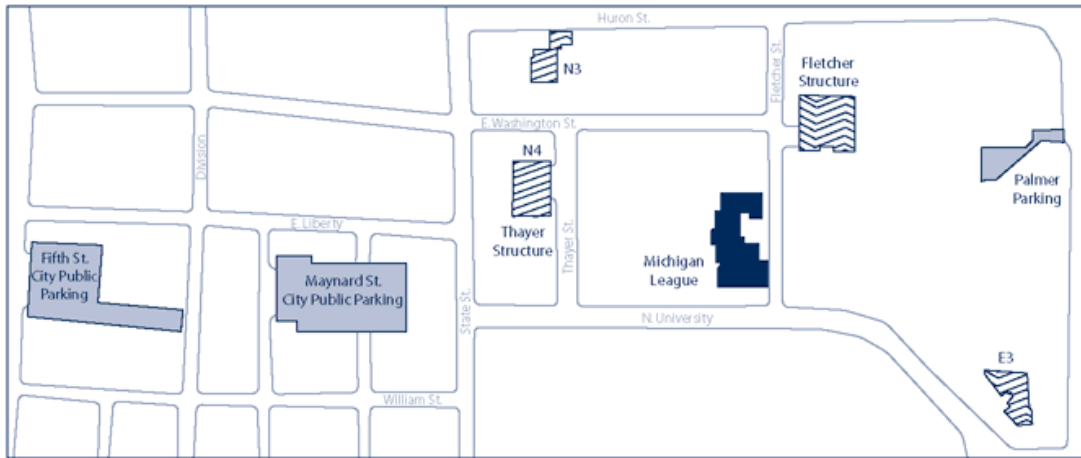 Huron St.
N3
Fletcher St.
Fletcher
Structure
E. Washington St.
Division
N4
Palmer
Parking
E. Liberty
Thayer
Structure
Thayer St.
Fifth St.
City Public
Parking
Maynard St.
City Public Parking
Michigan
League
State St.
N. University
E3
William St.